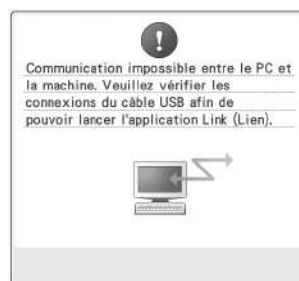 Communication impossible entre le PC et
la machine. Veuillez vérifier les
connexions du câble USB afin de
pouvoir lancer l'application Link (Lien).